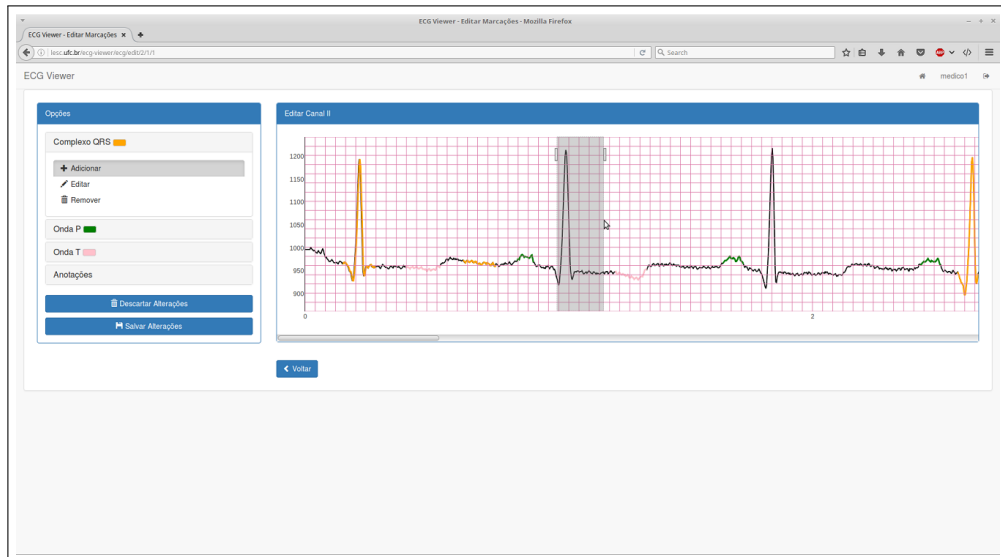 ECG Viewer - Editar Marcações - Mozilla Firefox
ECG Viewer - Editar Marcações
lesc.ufc.br/ecg-viewer/ecg/edit/2/1/1
Search
ABP
ECG Viewer
medico1
Opções
Complexo QRS
Adicionar
Editar
Remover
Onda P
Onda T
Anotações
Descartar Alterações
Salvar Alterações
Editar Canal II
1200
1150
1100
1050
1000
950
900
0
2
Voltar